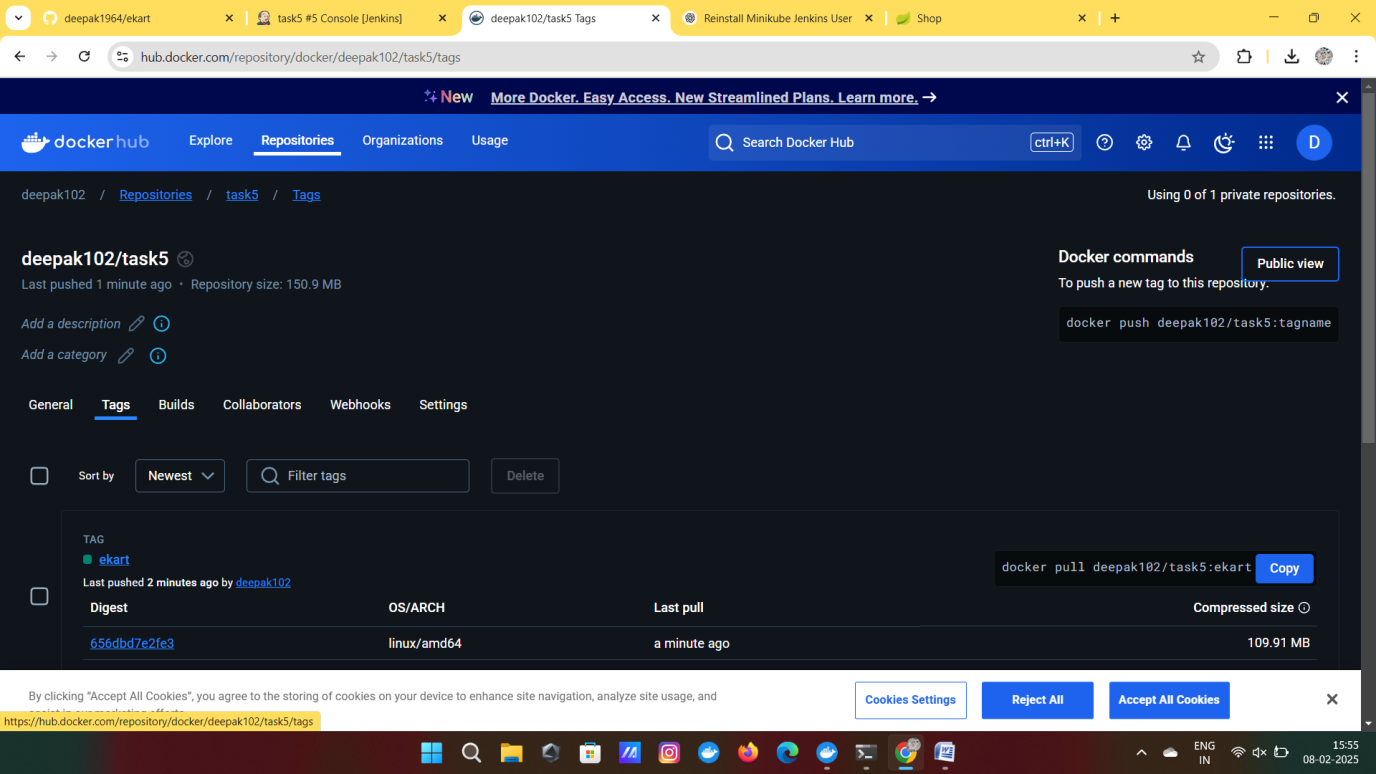 deepak1964/ekart
task5 #5 Console [Jenkins]
deepak102/task5 Tags
Reinstall Minikube Jenkins User
Shop
hub.docker.com/repository/docker/deepak102/task5/tags
New More Docker. Easy Access. New Streamlined Plans. Learn more. →
dockerhub
Explore
Repositories
Organizations
Usage
Search Docker Hub
ctrl+K
D
deepak102 / Repositories / task5 / Tags
Using 0 of 1 private repositories.
deepak102/task5
Last pushed 1 minute ago • Repository size: 150.9 MB
Add a description
Add a category
Docker commands
Public view
To push a new tag to this repository:
docker push deepak102/task5:tagname
General
Tags
Builds
Collaborators
Webhooks
Settings
Sort by
Newest
Filter tags
Delete
TAG
ekart
Last pushed 2 minutes ago by deepak102
docker pull deepak102/task5:ekart
Copy
Digest
OS/ARCH
Last pull
Compressed size
656dbd7e2fe3
linux/amd64
a minute ago
109.91 MB
By clicking “Accept All Cookies”, you agree to the storing of cookies on your device to enhance site navigation, analyze site usage, and
Cookies Settings
Reject All
Accept All Cookies
https://hub.docker.com/repository/docker/deepak102/task5/tags
ENG
IN
15:55
08-02-2025